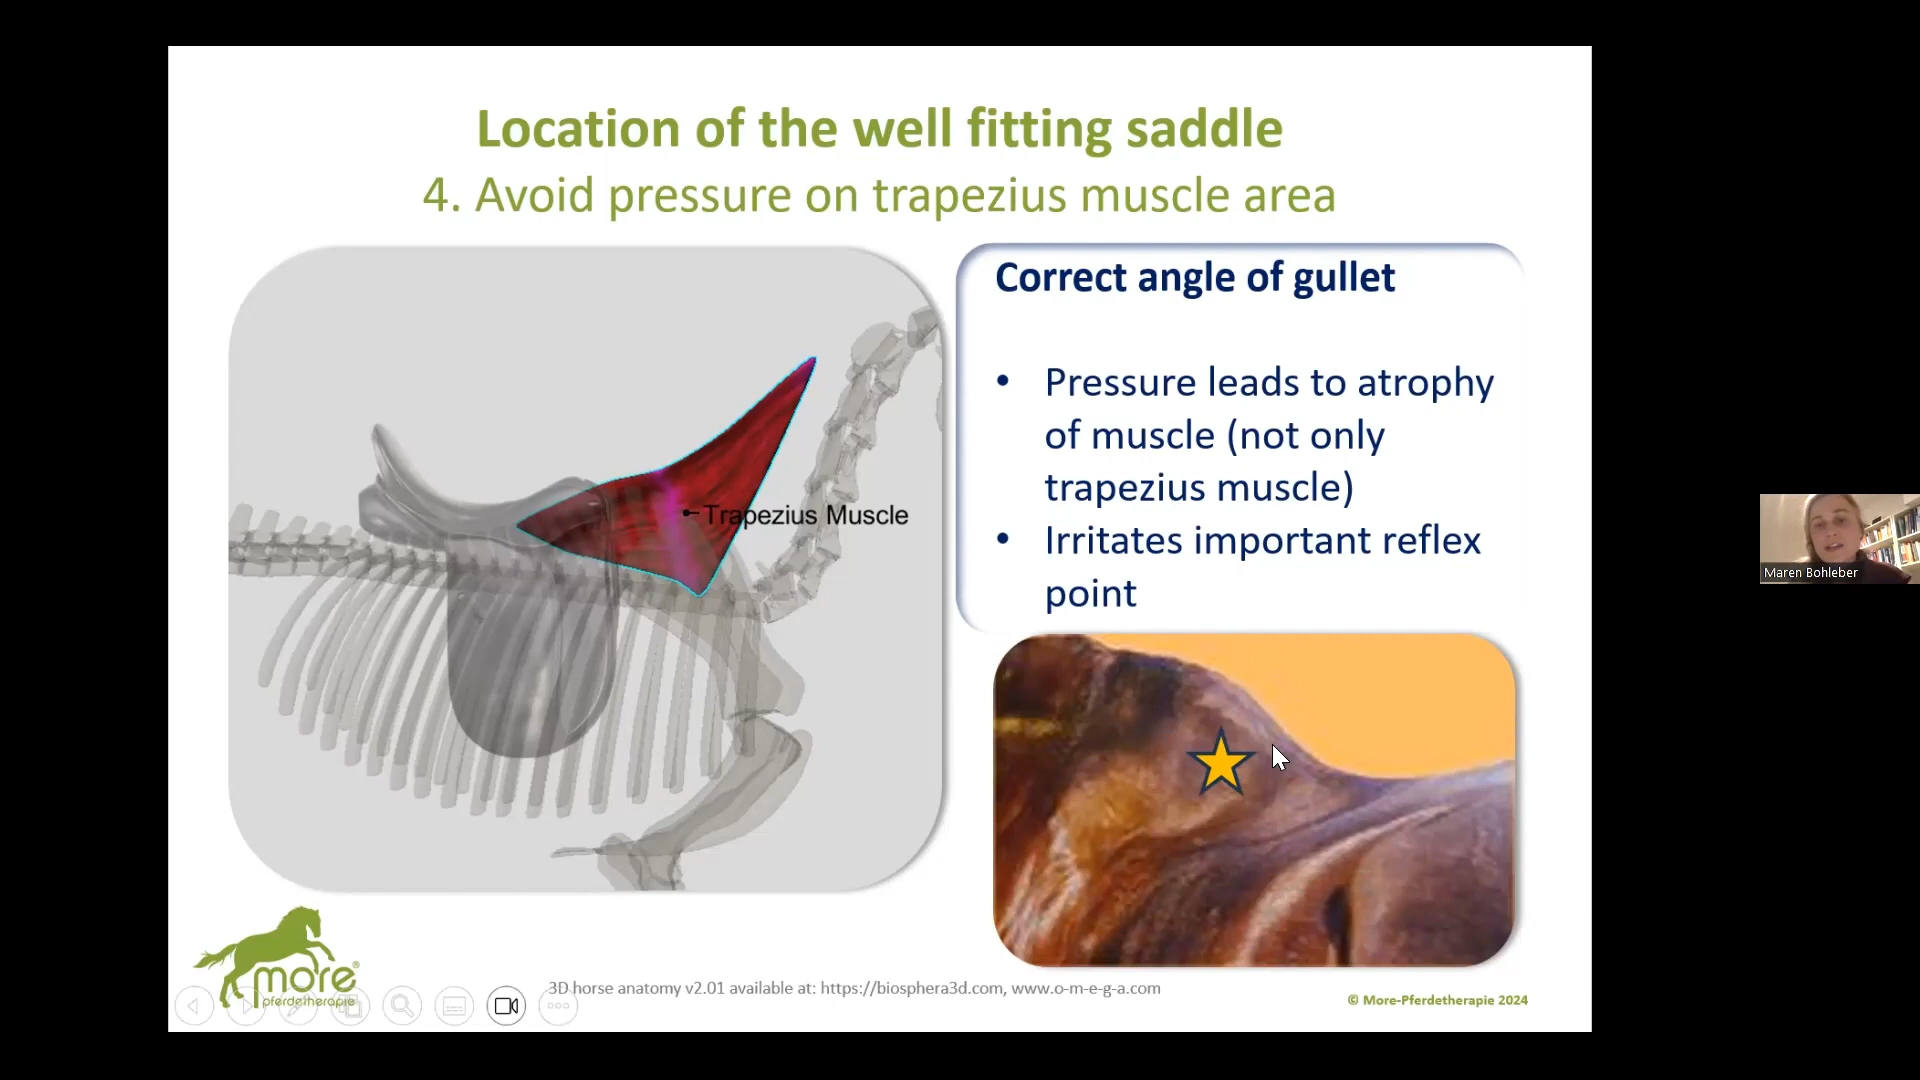 Location of the well fitting saddle
4. Avoid pressure on trapezius muscle area
Trapezius Muscle
Correct angle of gullet
• Pressure leads to atrophy
of muscle (not only
trapezius muscle)
• Irritates important reflex
point
Maren Bohleber
more®
pferdetherapie
3D horse anatomy v2.01 available at: https://biosphera3d.com, www.o-m-e-g-a.com
© More-Pferdetherapie 2024